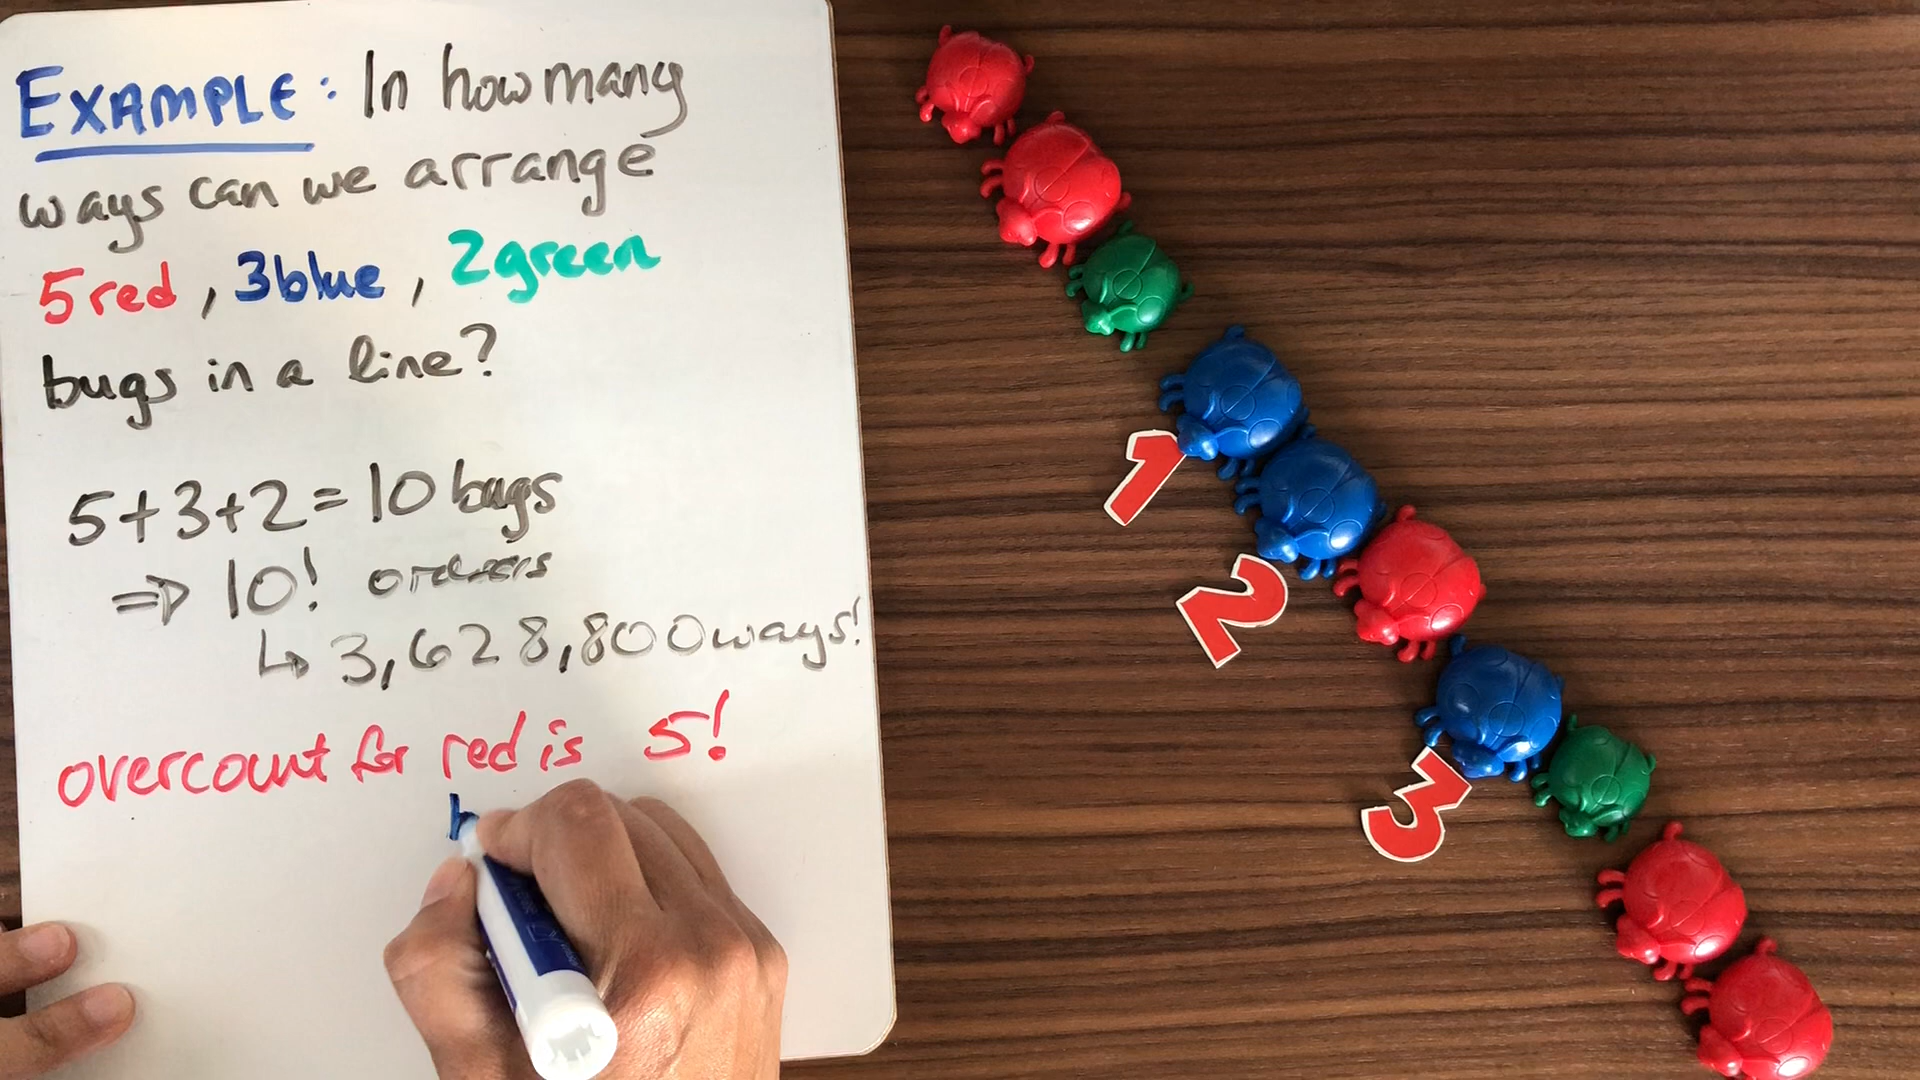 EXAMPLE: In how many
ways can we arrange
5 red, 3 blue, 2 green
bugs in a line?
5+3+2=10 bugs
⇒ 10! orders
↳ 3,628,800 ways!
overcount for red is 5!
b
1
2
3